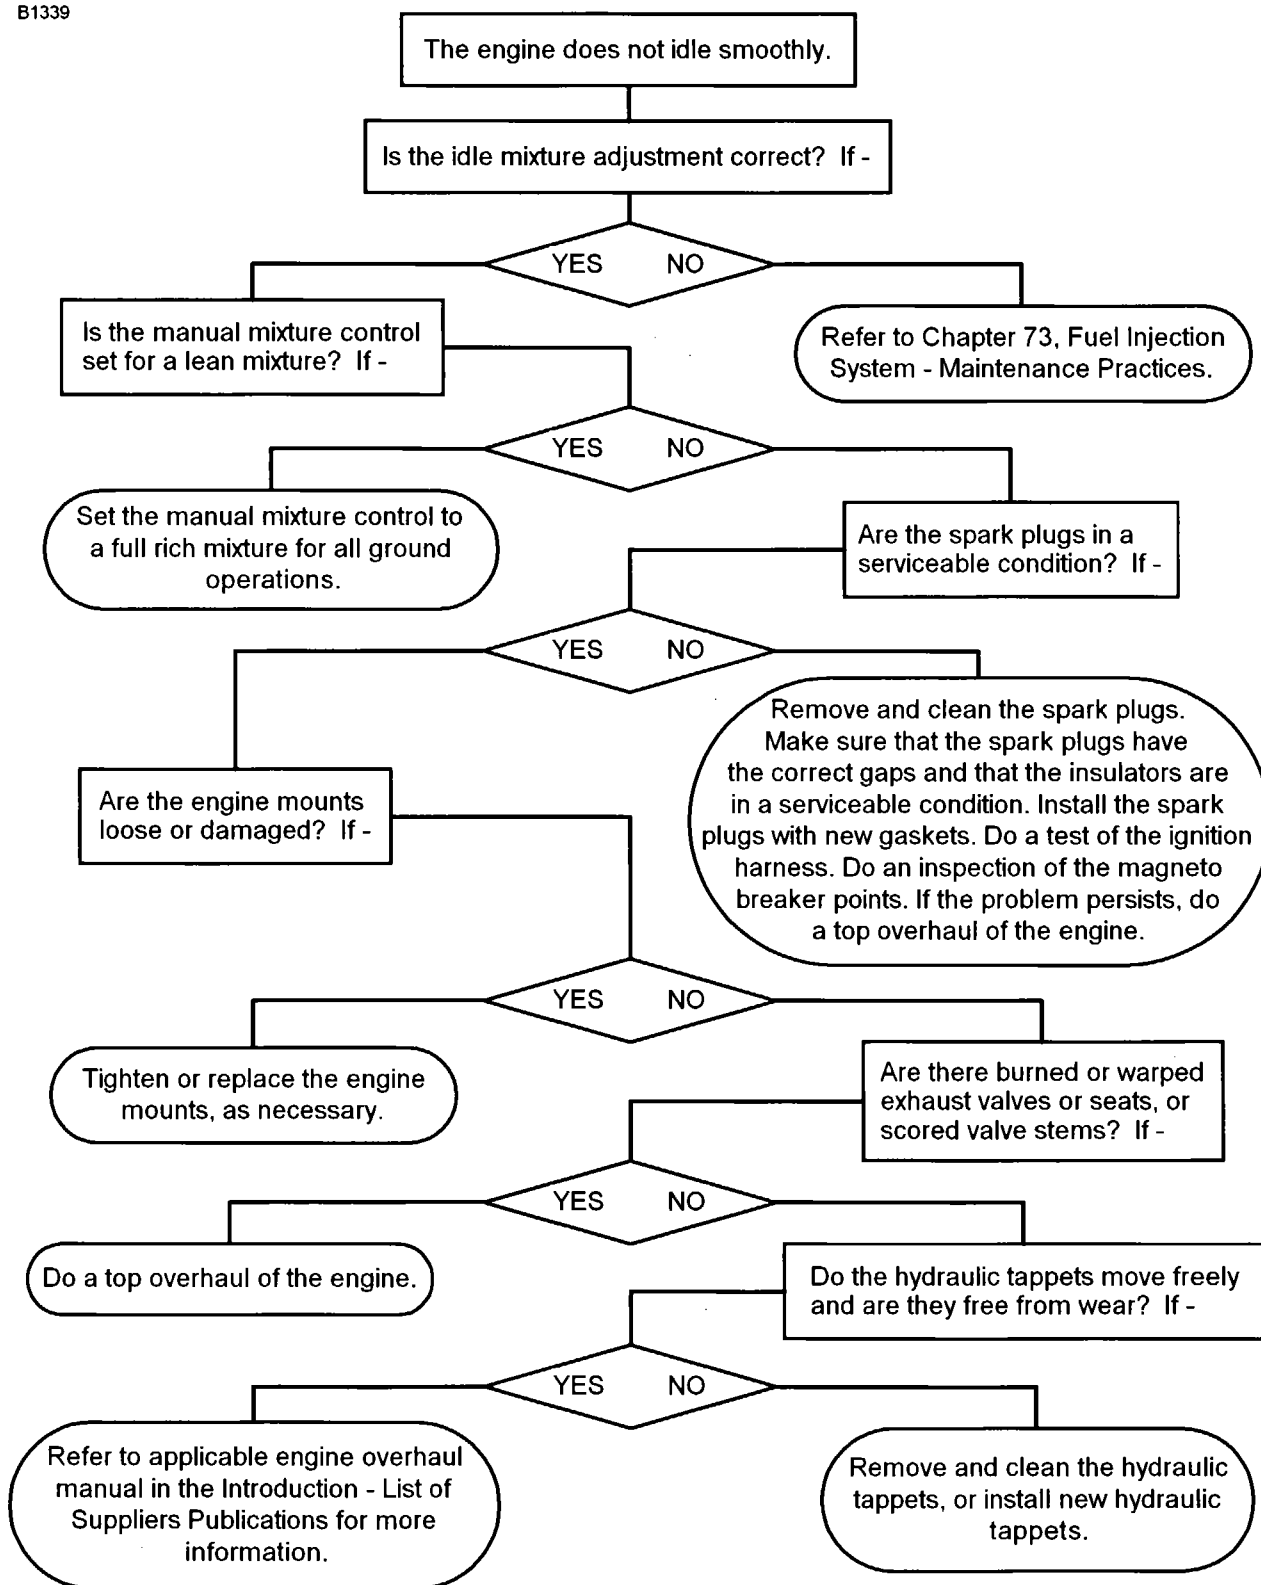 B1339
The engine does not idle smoothly.
Is the idle mixture adjustment correct? If -
YES NO
Is the manual mixture control
set for a lean mixture? If -
Refer to Chapter 73, Fuel Injection
System - Maintenance Practices.
YES NO
Set the manual mixture control to
a full rich mixture for all ground
operations.
Are the spark plugs in a
serviceable condition? If -
YES NO
Remove and clean the spark plugs.
Make sure that the spark plugs have
the correct gaps and that the insulators are
in a serviceable condition. Install the spark
plugs with new gaskets. Do a test of the ignition
harness. Do an inspection of the magneto
breaker points. If the problem persists, do
a top overhaul of the engine.
Are the engine mounts
loose or damaged? If -
YES NO
Tighten or replace the engine
mounts, as necessary.
Are there burned or warped
exhaust valves or seats, or
scored valve stems? If -
YES NO
Do a top overhaul of the engine.
Do the hydraulic tappets move freely
and are they free from wear? If -
YES NO
Refer to applicable engine overhaul
manual in the Introduction - List of
Suppliers Publications for more
information.
Remove and clean the hydraulic
tappets, or install new hydraulic
tappets.